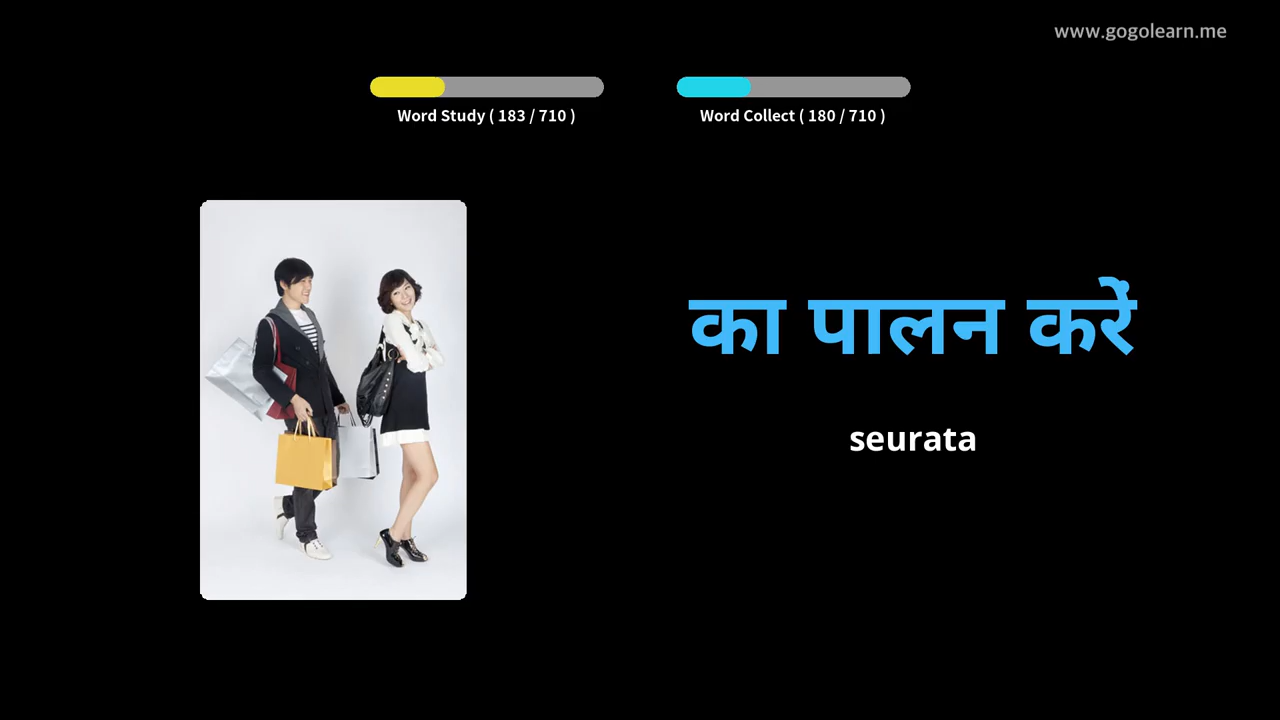 www.gogolearn.me
Word Study ( 183 / 710 )
Word Collect ( 180 / 710 )
का पालन करें
seurata